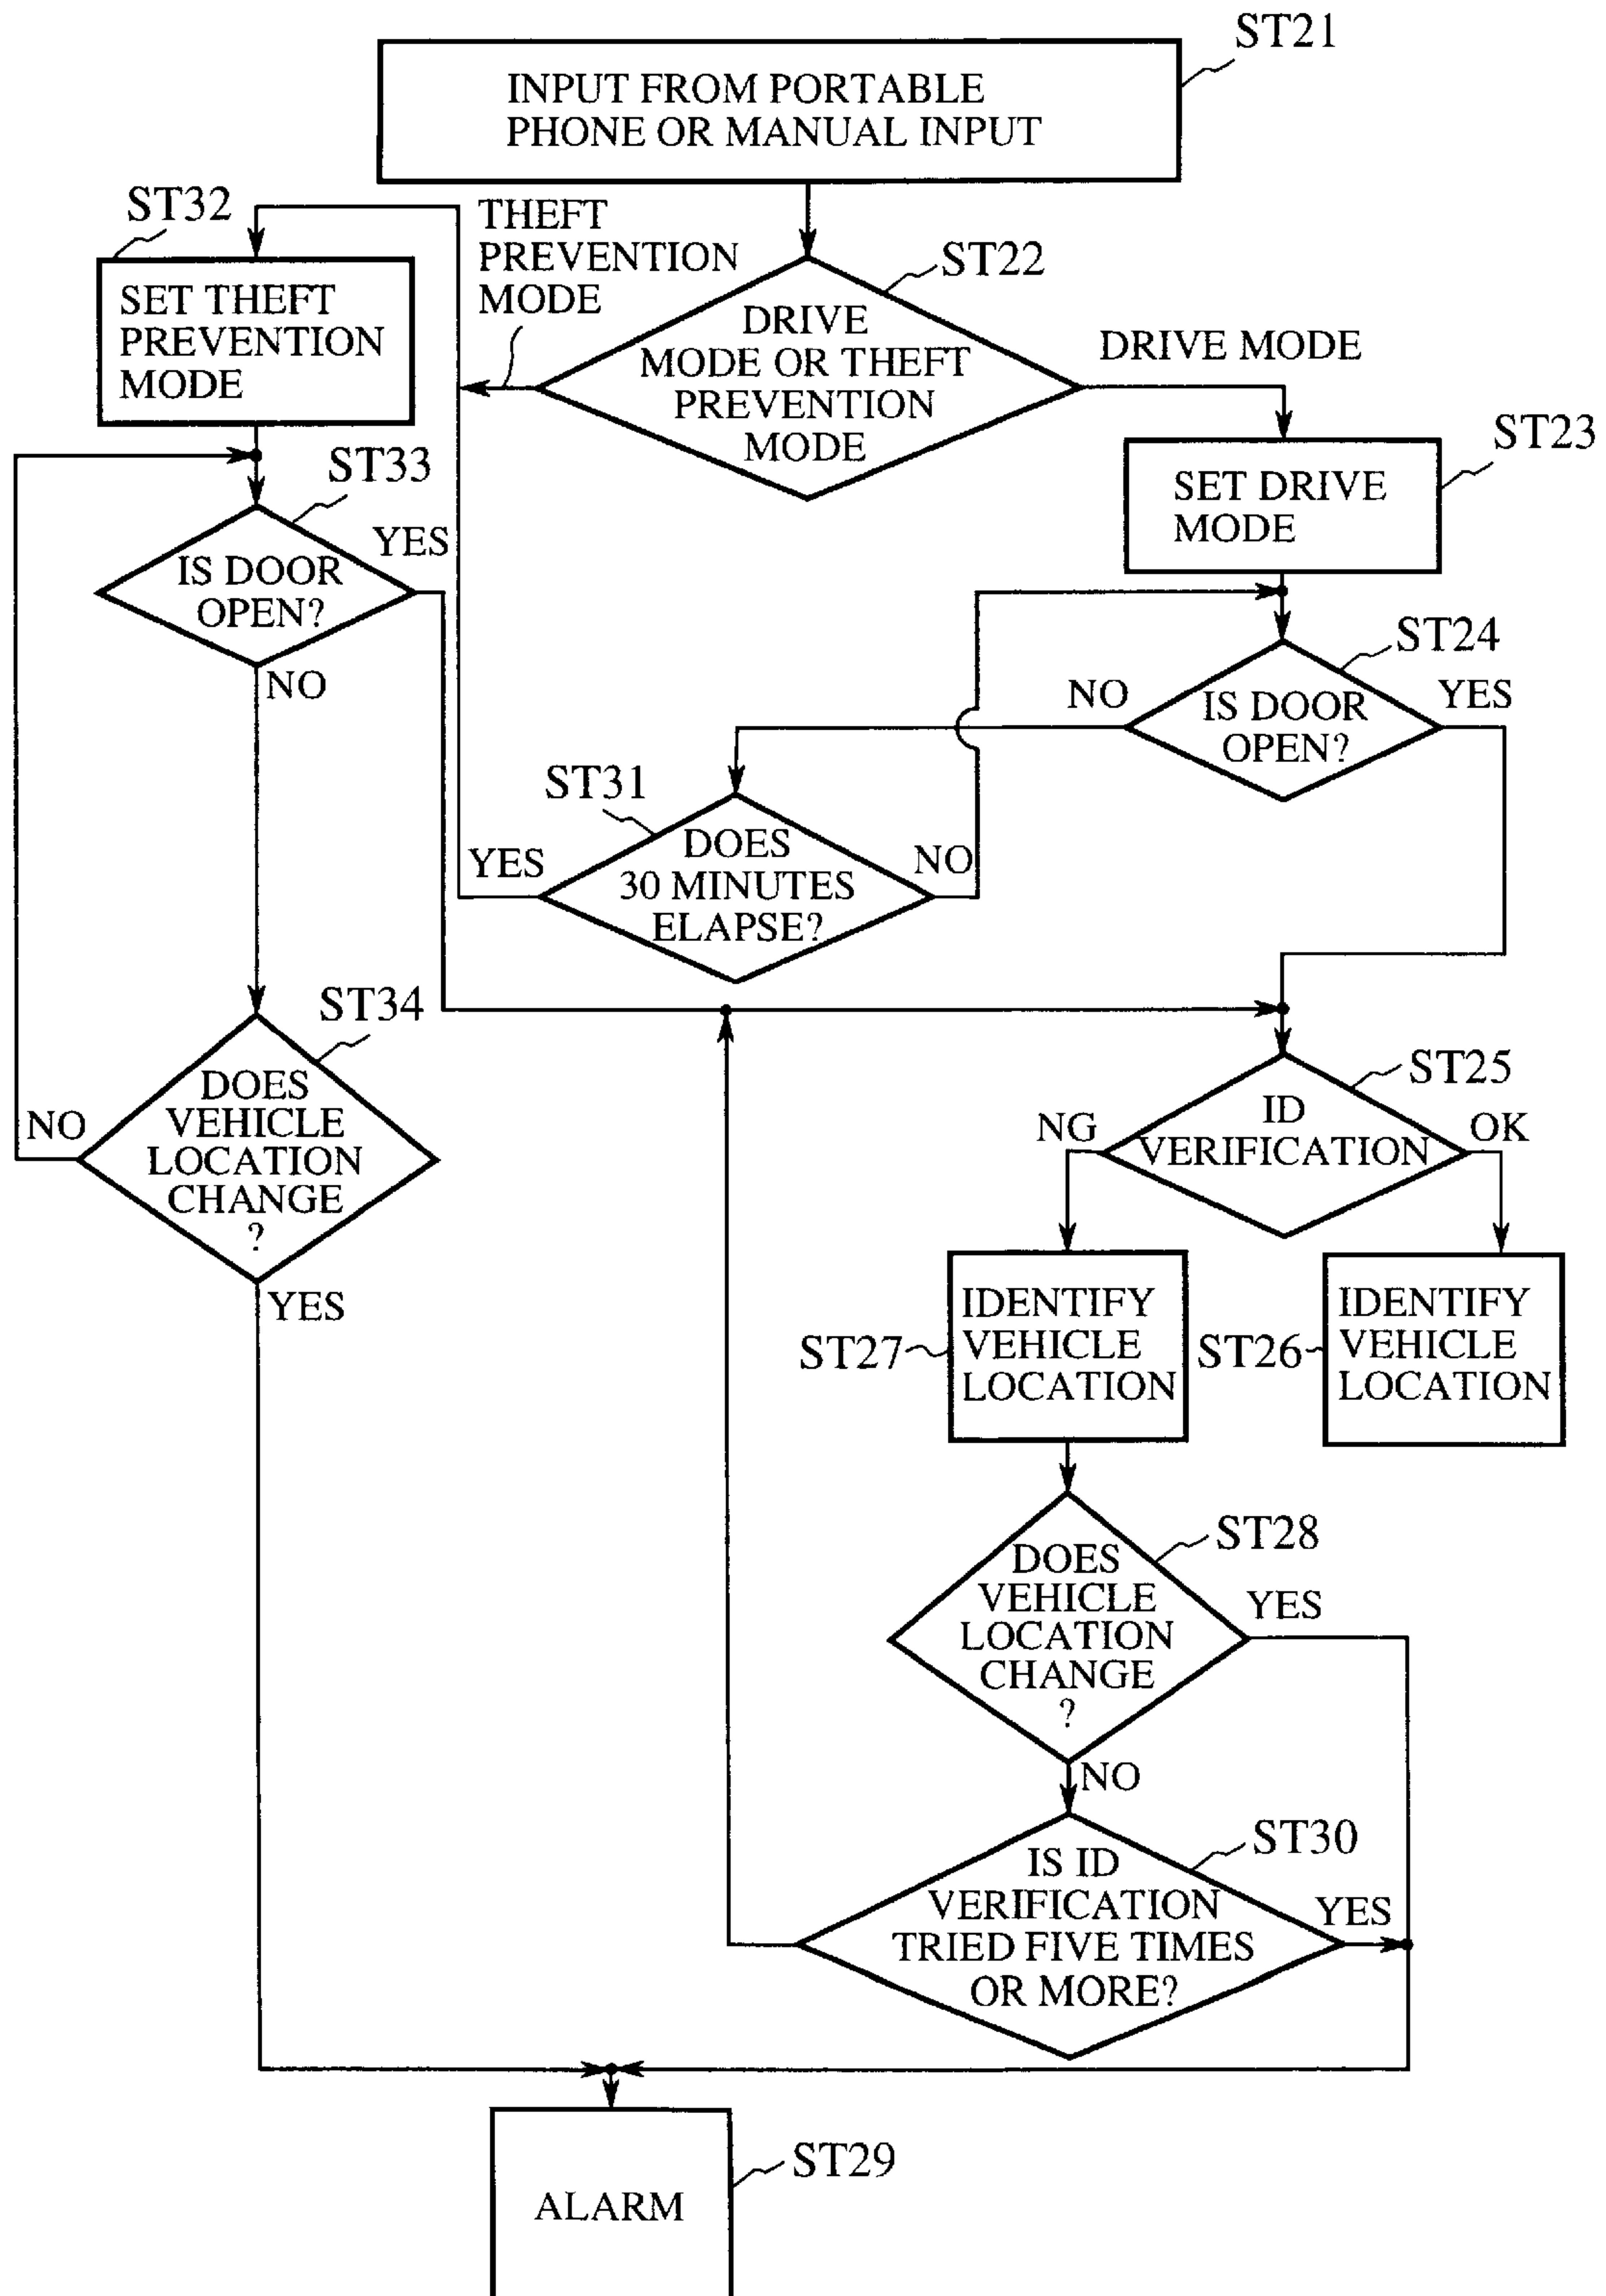 ST21
INPUT FROM PORTABLE
PHONE OR MANUAL INPUT
ST32
THEFT
PREVENTION
MODE
ST22
SET THEFT
PREVENTION
MODE
DRIVE
MODE OR THEFT
PREVENTION
MODE
DRIVE MODE
ST23
SET DRIVE
MODE
ST33
YES
IS DOOR
OPEN?
NO
ST24
NO
YES
IS DOOR
OPEN?
ST31
YES
NO
DOES
30 MINUTES
ELAPSE?
ST34
NO
DOES
VEHICLE
LOCATION
CHANGE
?
YES
ST25
NG
OK
ID
VERIFICATION
ST27
IDENTIFY
VEHICLE
LOCATION
ST26
IDENTIFY
VEHICLE
LOCATION
ST28
DOES
VEHICLE
LOCATION
CHANGE
?
YES
NO
ST30
IS ID
VERIFICATION
TRIED FIVE TIMES
OR MORE?
YES
ST29
ALARM